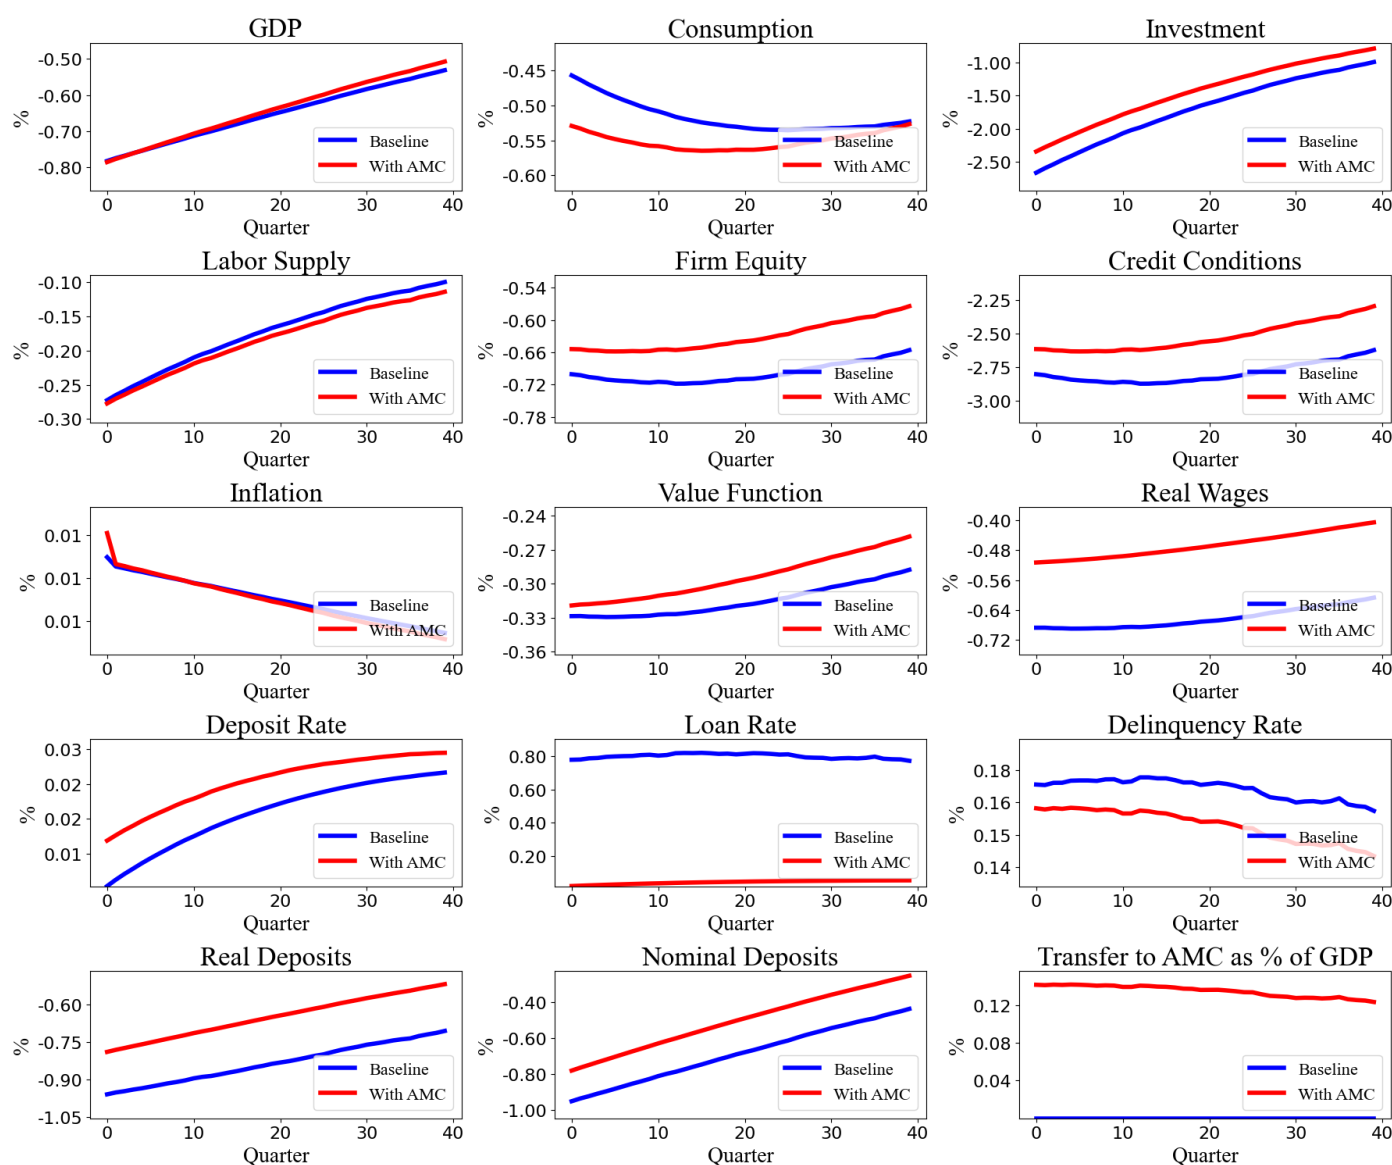 GDP
Consumption
Investment
-0.50
-0.60
-0.70
-0.80
%
0 10 20 30 40
Quarter
Baseline
With AMC
-0.45
-0.50
-0.55
-0.60
%
0 10 20 30 40
Quarter
Baseline
With AMC
-1.00
-1.50
-2.00
-2.50
%
0 10 20 30 40
Quarter
Baseline
With AMC
Labor Supply
Firm Equity
Credit Conditions
-0.10
-0.15
-0.20
-0.25
-0.30
%
0 10 20 30 40
Quarter
Baseline
With AMC
-0.54
-0.60
-0.66
-0.72
-0.78
%
0 10 20 30 40
Quarter
Baseline
With AMC
-2.25
-2.50
-2.75
-3.00
%
0 10 20 30 40
Quarter
Baseline
With AMC
Inflation
Value Function
Real Wages
0.01
0.01
0.01
%
0 10 20 30 40
Quarter
Baseline
With AMC
-0.24
-0.27
-0.30
-0.33
-0.36
%
0 10 20 30 40
Quarter
Baseline
With AMC
-0.40
-0.48
-0.56
-0.64
-0.72
%
0 10 20 30 40
Quarter
Baseline
With AMC
Deposit Rate
Loan Rate
Delinquency Rate
0.03
0.02
0.02
0.01
%
0 10 20 30 40
Quarter
Baseline
With AMC
0.80
0.60
0.40
0.20
%
0 10 20 30 40
Quarter
Baseline
With AMC
0.18
0.16
0.15
0.14
%
0 10 20 30 40
Quarter
Baseline
With AMC
Real Deposits
Nominal Deposits
Transfer to AMC as % of GDP
-0.60
-0.75
-0.90
-1.05
%
0 10 20 30 40
Quarter
Baseline
With AMC
-0.40
-0.60
-0.80
-1.00
%
0 10 20 30 40
Quarter
Baseline
With AMC
0.12
0.08
0.04
%
0 10 20 30 40
Quarter
Baseline
With AMC